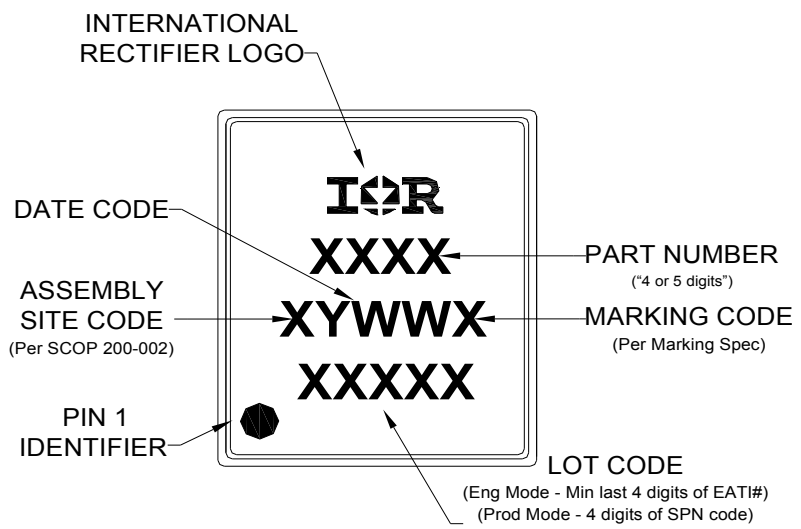 INTERNATIONAL
RECTIFIER LOGO
IOR
DATE CODE
XXXX
PART NUMBER
(“4 or 5 digits”)
ASSEMBLY
SITE CODE
(Per SCOP 200-002)
XYWWX
MARKING CODE
(Per Marking Spec)
XXXXX
PIN 1
IDENTIFIER
LOT CODE
(Eng Mode - Min last 4 digits of EATI#)
(Prod Mode - 4 digits of SPN code)